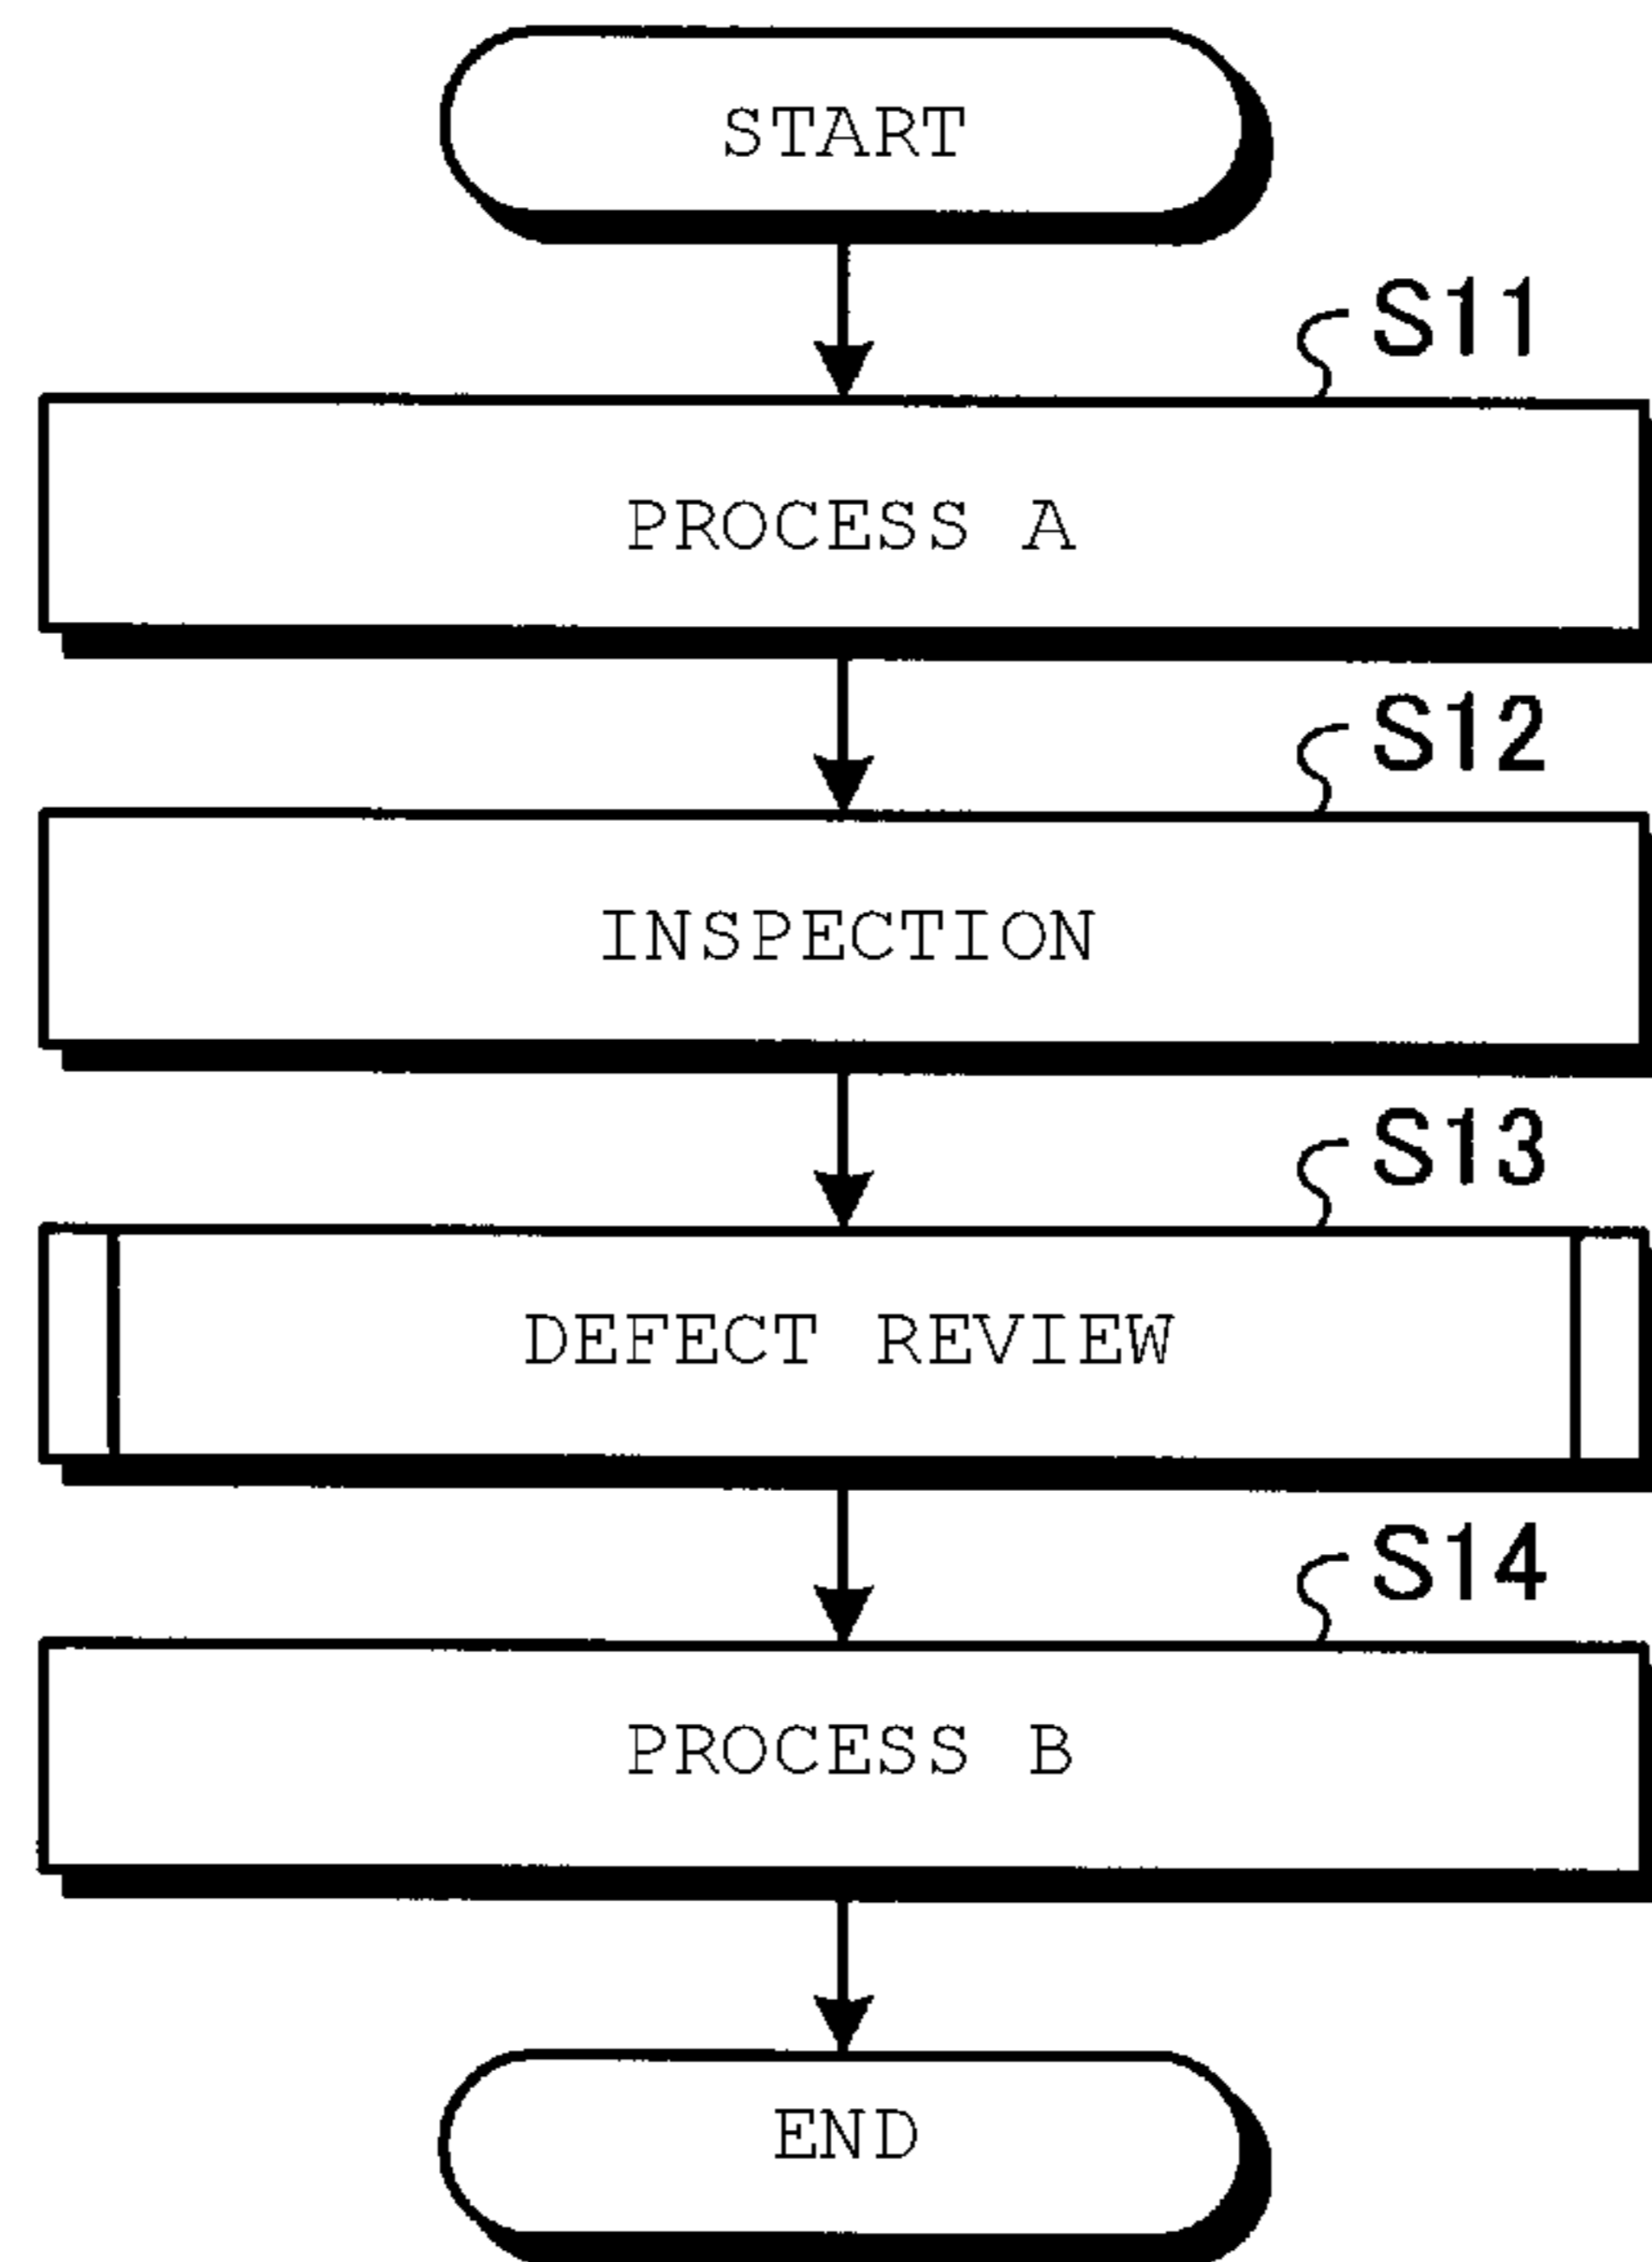 START
S11
PROCESS A
S12
INSPECTION
S13
DEFECT REVIEW
S14
PROCESS B
END